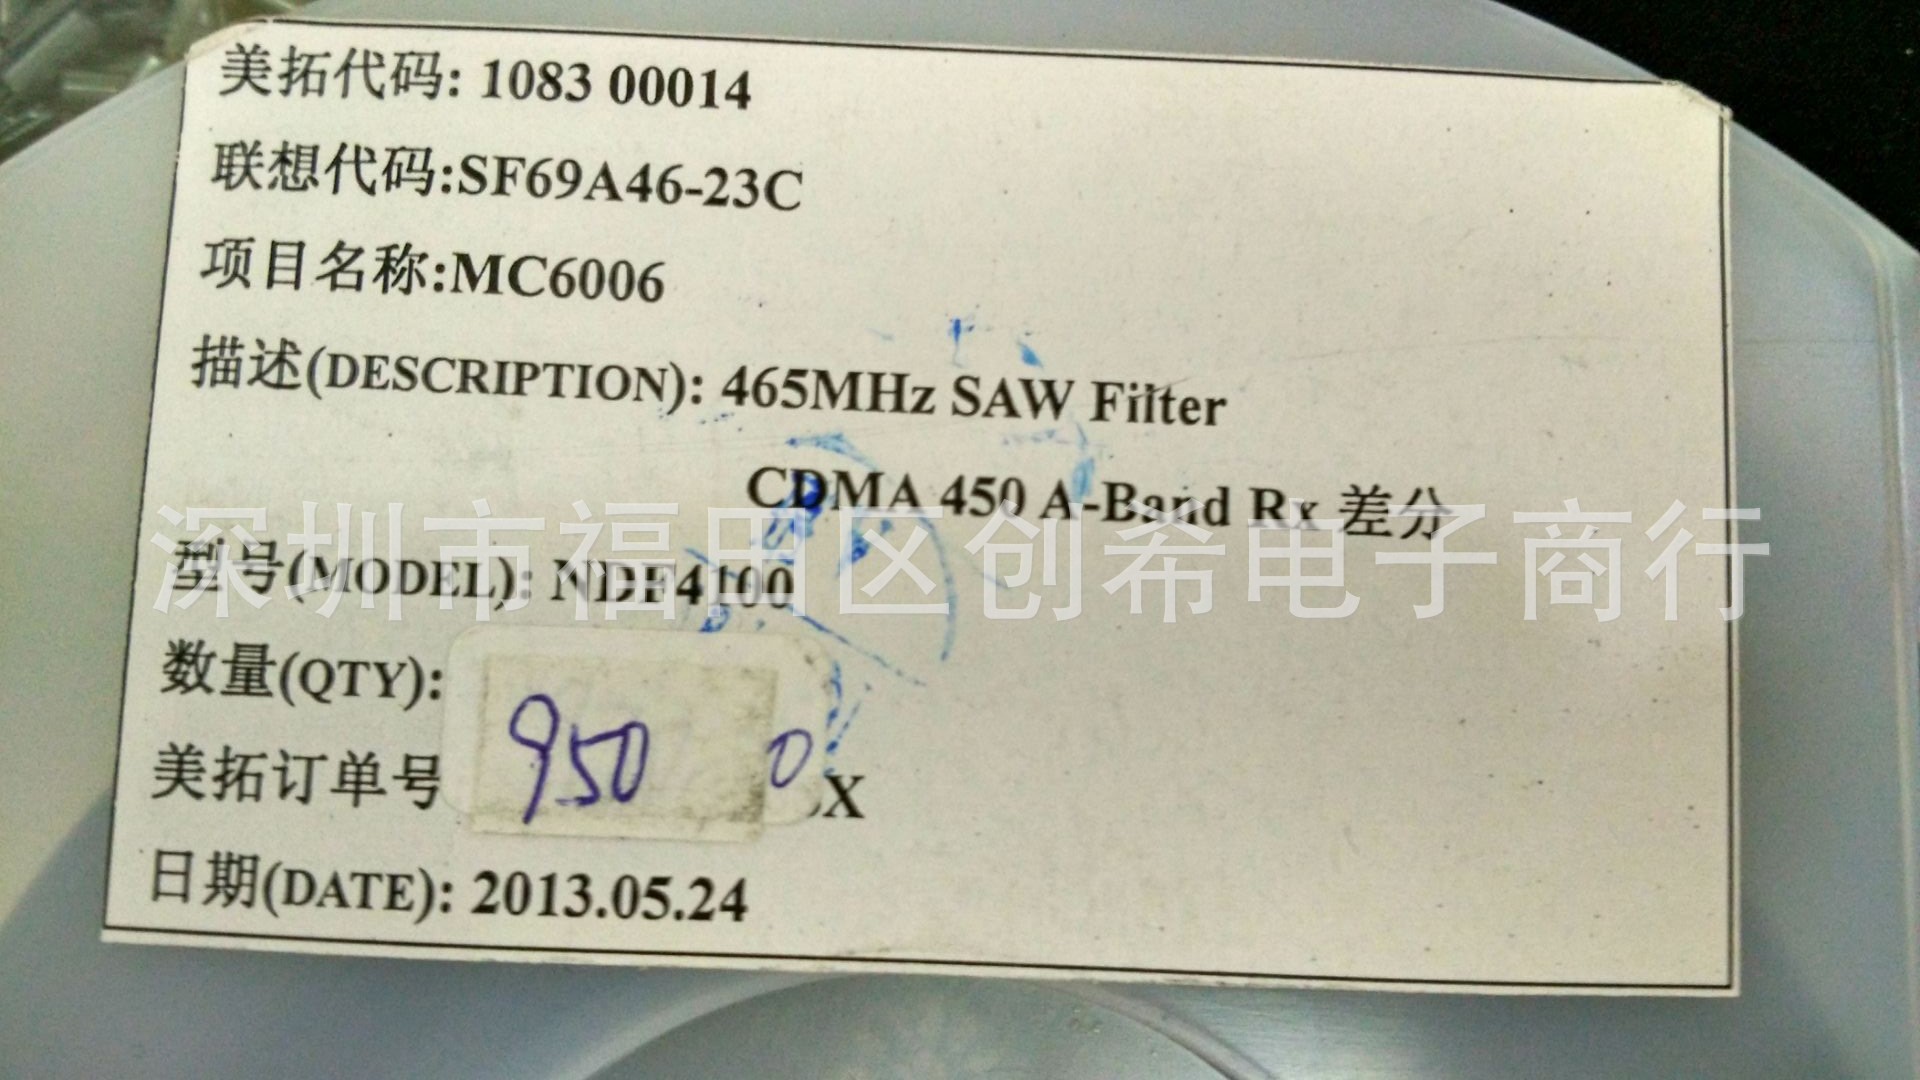 美拓代码: 1083 00014
联想代码:SF69A46-23C
项目名称:MC6006
描述(DESCRIPTION): 465MHz SAW Filter
CDMA 450 A-Band Rx 差分
深圳市福田区创希电子商行
型号(MODEL): NDF4100
数量(QTY):
950 0
美拓订单号 X
日期(DATE): 2013.05.24